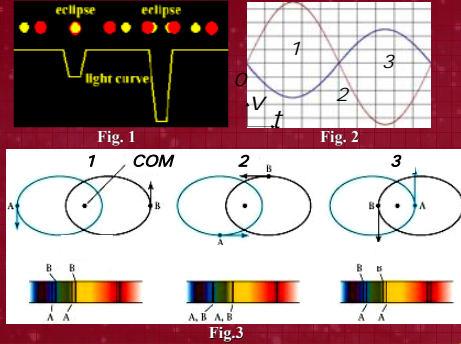 eclipse eclipse
light curve
Fig. 1
1
3
0
2
v
t
Fig. 2
1 COM 2 3
B
A B B A
A
B B B B
A A A, B A, B A A
Fig.3